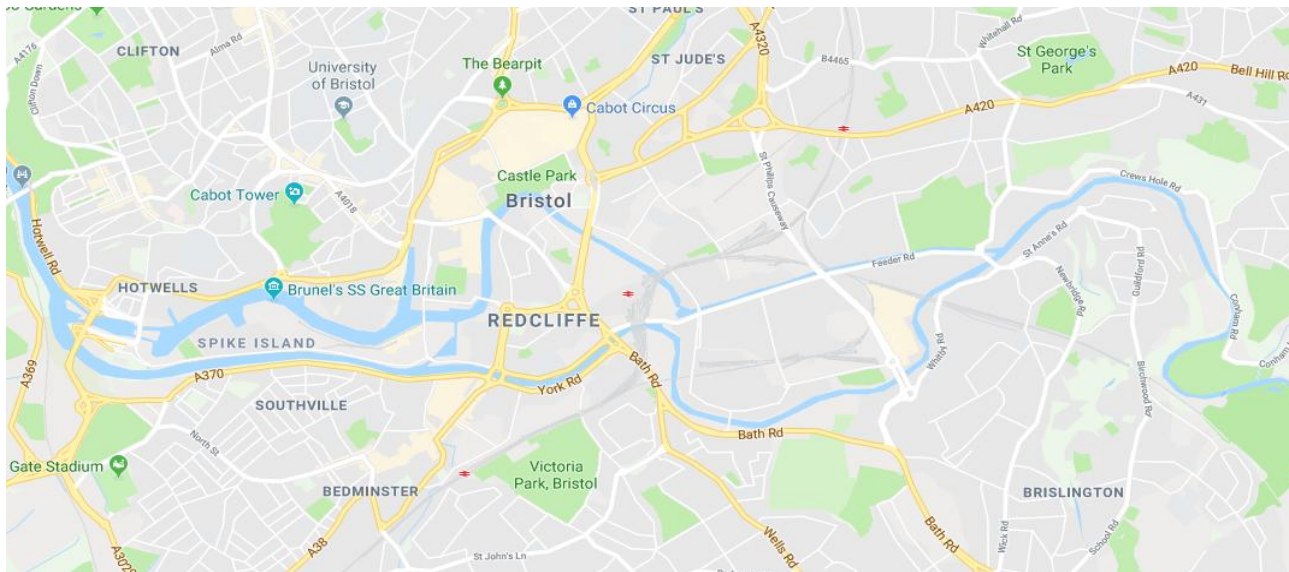 ST PAUL'S
A4176
CLIFTON
Alma Rd
Clifton Down
University
of Bristol
The Bearpit
ST JUDE'S
A4320
B4465
Whitehall Rd
St George's
Park
A420
Bell Hill Rd
A431
Cabot Circus
A420
Castle Park
Bristol
Cabot Tower
A4018
St Philips Causeway
Crews Hole Rd
Hotwell Rd
HOTWELLS
Brunel's SS Great Britain
Feeder Rd
St Anne's Rd
Newbridge Rd
Guildford Rd
Conham Rd
REDCLIFFE
SPIKE ISLAND
A369
A370
York Rd
Bath Rd
Whitby Rd
Birchwood Rd
SOUTHVILLE
North St
Bath Rd
Gate Stadium
Victoria
Park, Bristol
BEDMINSTER
BRISLINGTON
A38
A3029
St John's Ln
Wells Rd
Bath Rd
Wick Rd
School Rd